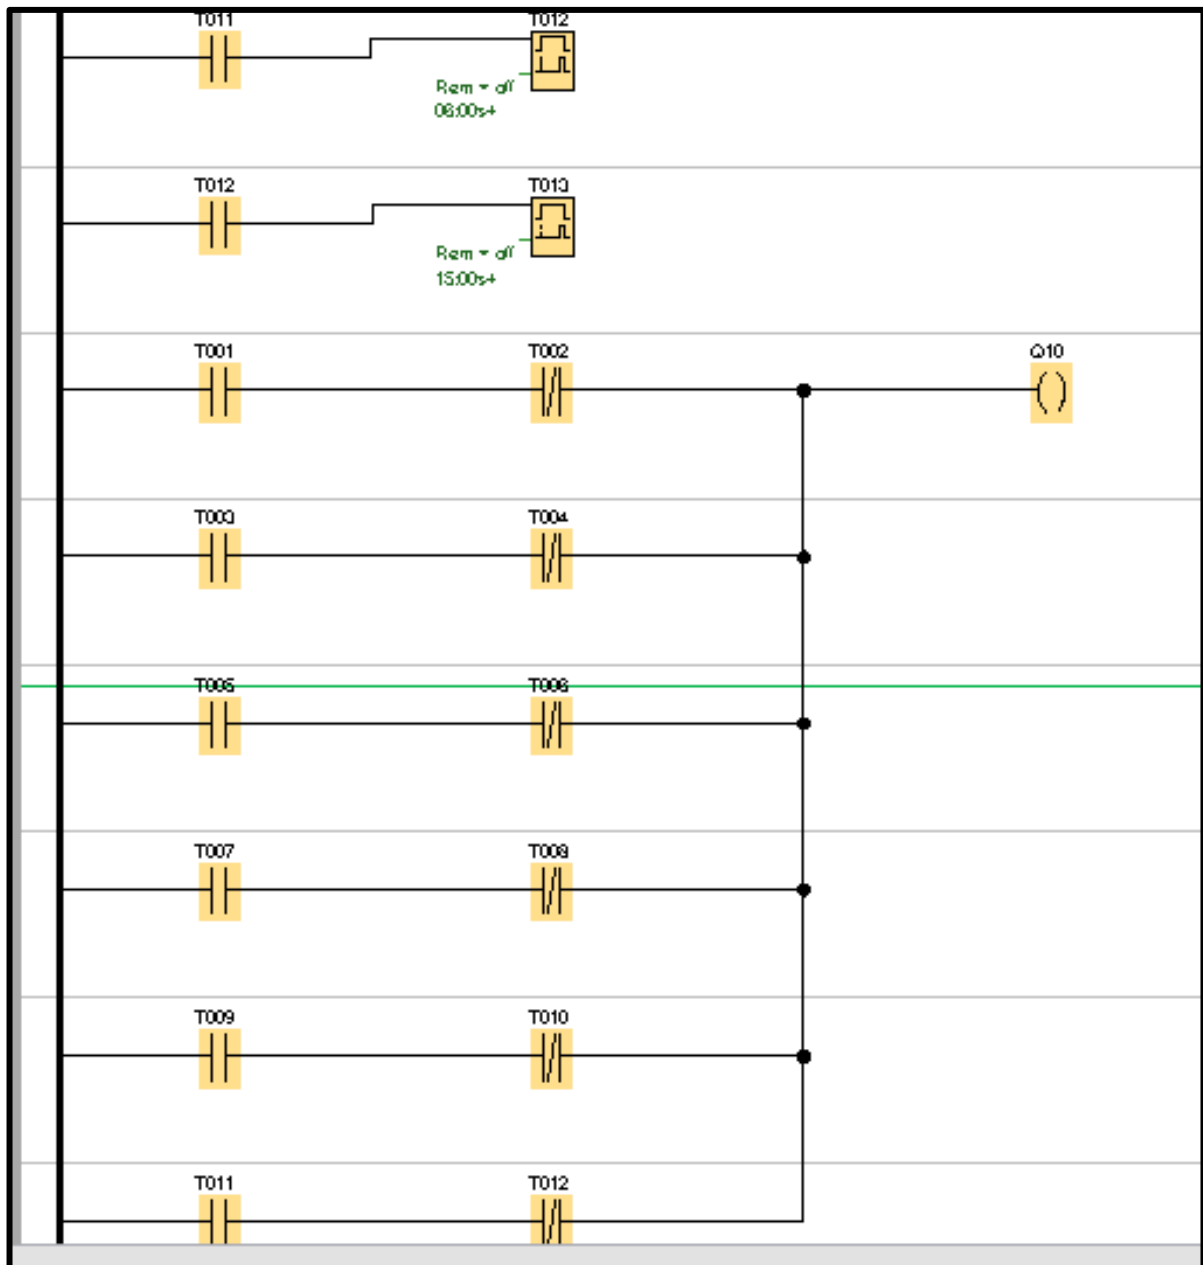 T011 T012
Rem = off
06:00s+
T012 T013
Rem = off
15:00s+
T001 T002 Q10
T003 T004
T005 T006
T007 T008
T009 T010
T011 T012